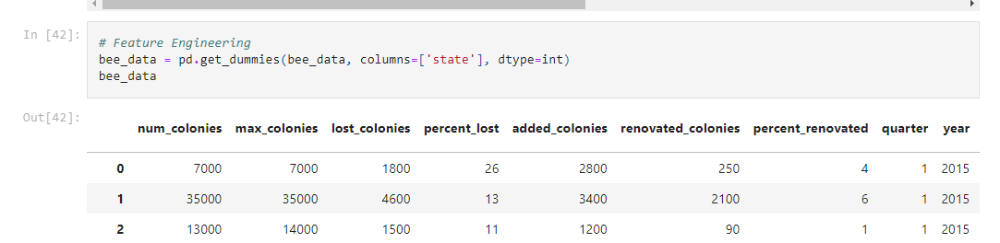 In [42]:
# Feature Engineering
bee_data = pd.get_dummies(bee_data, columns=['state'], dtype=int)
bee_data
Out[42]:
num_colonies max_colonies lost_colonies percent_lost added_colonies renovated_colonies percent_renovated quarter year
0 7000 7000 1800 26 2800 250 4 1 2015
1 35000 35000 4600 13 3400 2100 6 1 2015
2 13000 14000 1500 11 1200 90 1 1 2015